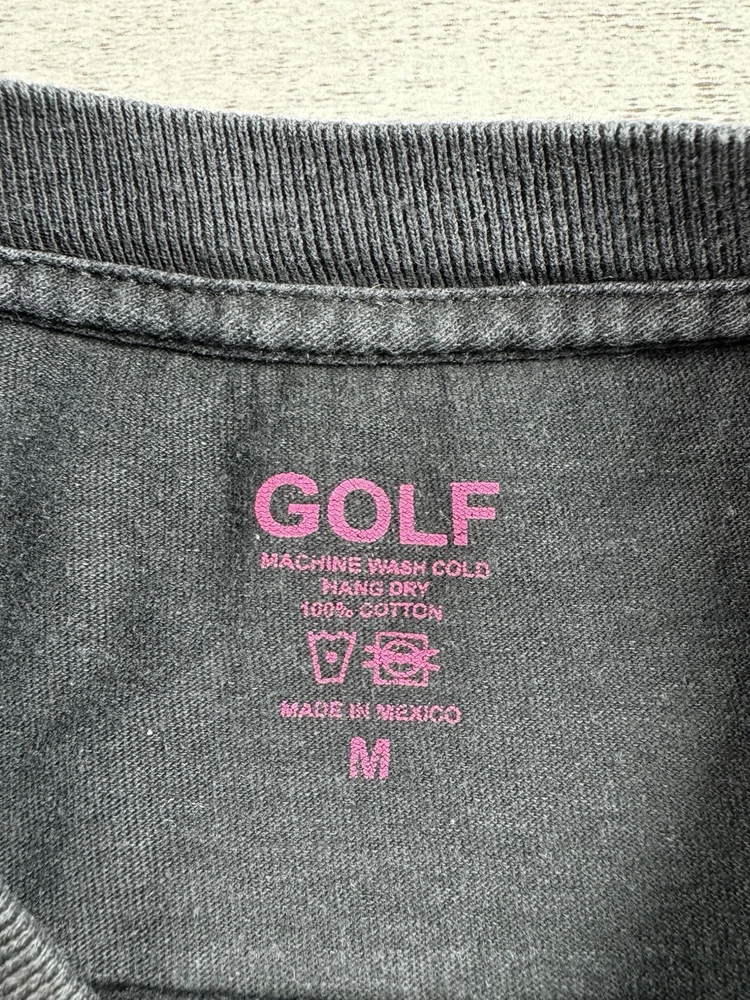 GOLF
MACHINE WASH COLD
HANG DRY
100% COTTON
MADE IN MEXICO
M